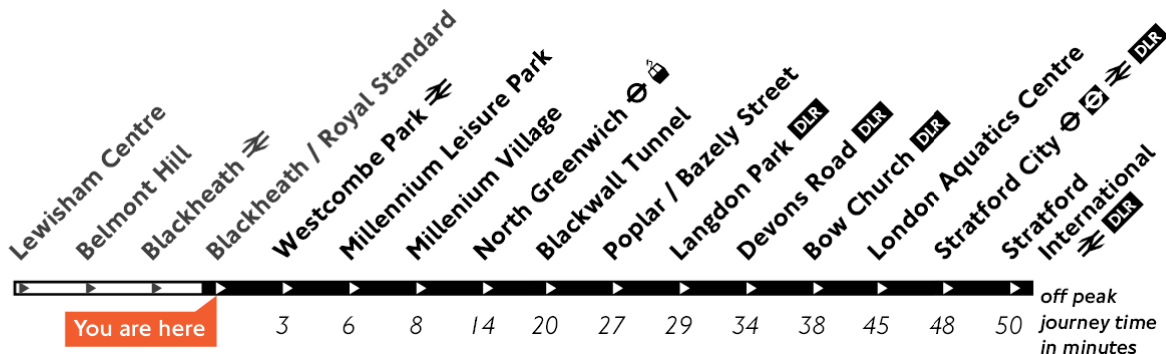 Lewisham Centre
Belmont Hill
Blackheath
Blackheath / Royal Standard
Westcombe Park
Millennium Leisure Park
Millenium Village
North Greenwich
Blackwall Tunnel
Poplar / Bazely Street
Langdon Park DLR
Devons Road DLR
Bow Church DLR
London Aquatics Centre
Stratford City DLR
Stratford
International
DLR
You are here
3 6 8 14 20 27 29 34 38 45 48 50
off peak
journey time
in minutes